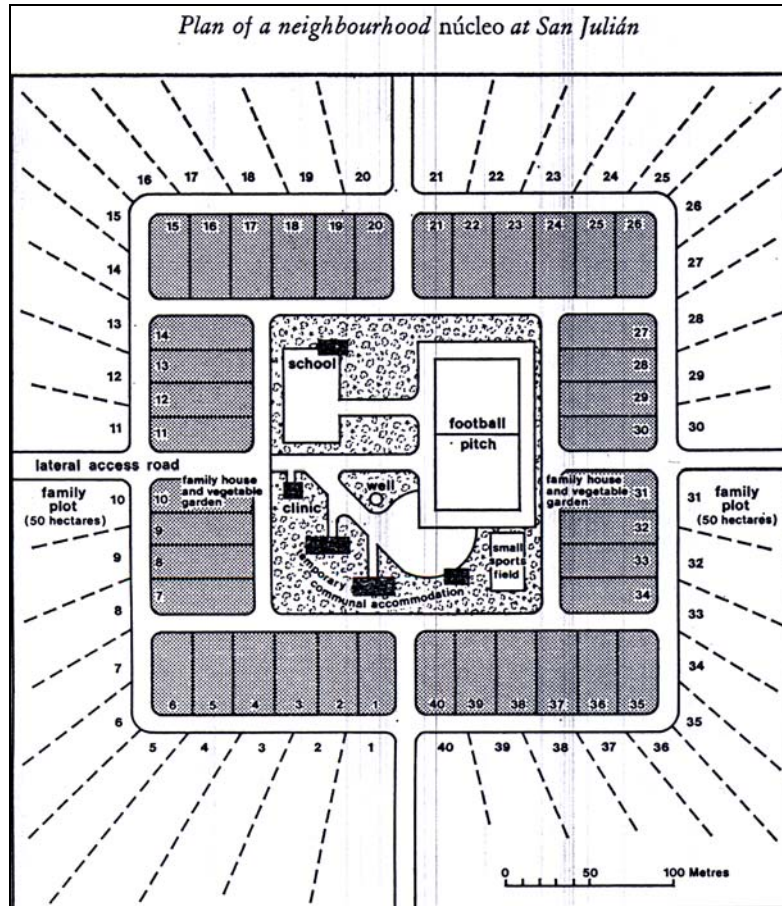 Plan of a neighbourhood núcleo at San Julián
16 17 18 19 20 21 22 23 24 25
15 26
15 16 17 18 19 20 21 22 23 24 25 26
14 27
13 28
14 27
school
13 28
12 29
12 29
11 30
football
pitch
11 30
11 30
lateral access road
family house
and vegetable
garden
well
family house
and vegetable
garden
family
plot
(50 hectares)
10
10
clinic
31
31
family
plot
(50 hectares)
9 32
9 32
8 33
small
sports
field
temporary
communal accommodation
8 33
7 34
7 34
6 5 4 3 2 1 40 39 38 37 36 35
6 35
5 4 3 2 1 40 39 38 37 36
0 50 100 Metres